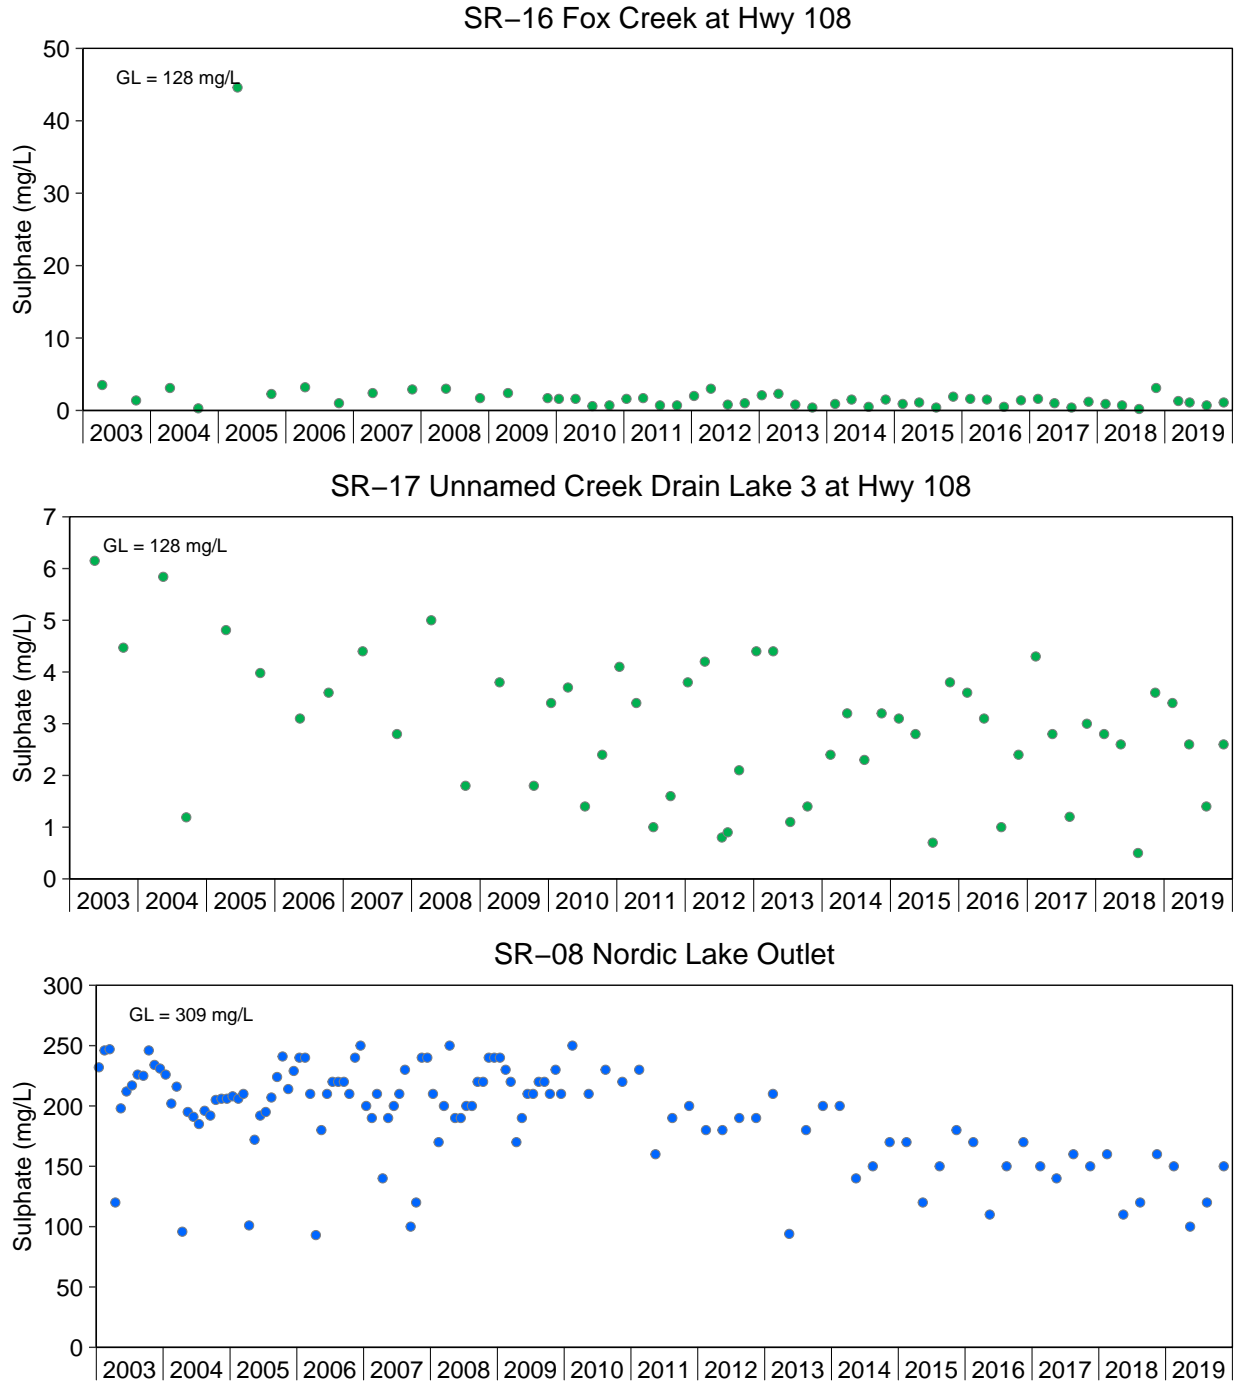 SR−16 Fox Creek at Hwy 108
GL = 128 mg/L
Sulphate (mg/L)
50
40
30
20
10
0
2003 2004 2005 2006 2007 2008 2009 2010 2011 2012 2013 2014 2015 2016 2017 2018 2019
SR−17 Unnamed Creek Drain Lake 3 at Hwy 108
GL = 128 mg/L
Sulphate (mg/L)
7
6
5
4
3
2
1
0
2003 2004 2005 2006 2007 2008 2009 2010 2011 2012 2013 2014 2015 2016 2017 2018 2019
SR−08 Nordic Lake Outlet
GL = 309 mg/L
Sulphate (mg/L)
300
250
200
150
100
50
0
2003 2004 2005 2006 2007 2008 2009 2010 2011 2012 2013 2014 2015 2016 2017 2018 2019